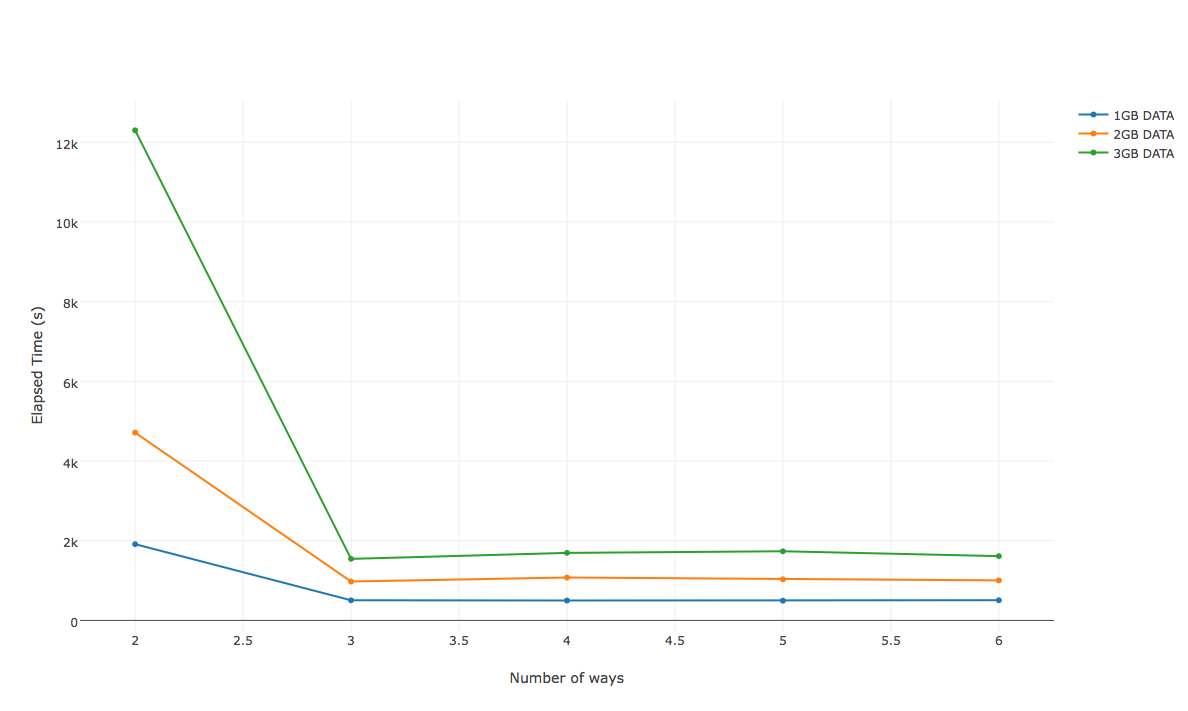 1GB DATA
2GB DATA
3GB DATA
12k
10k
8k
6k
4k
2k
0
Elapsed Time (s)
2 2.5 3 3.5 4 4.5 5 5.5 6
Number of ways